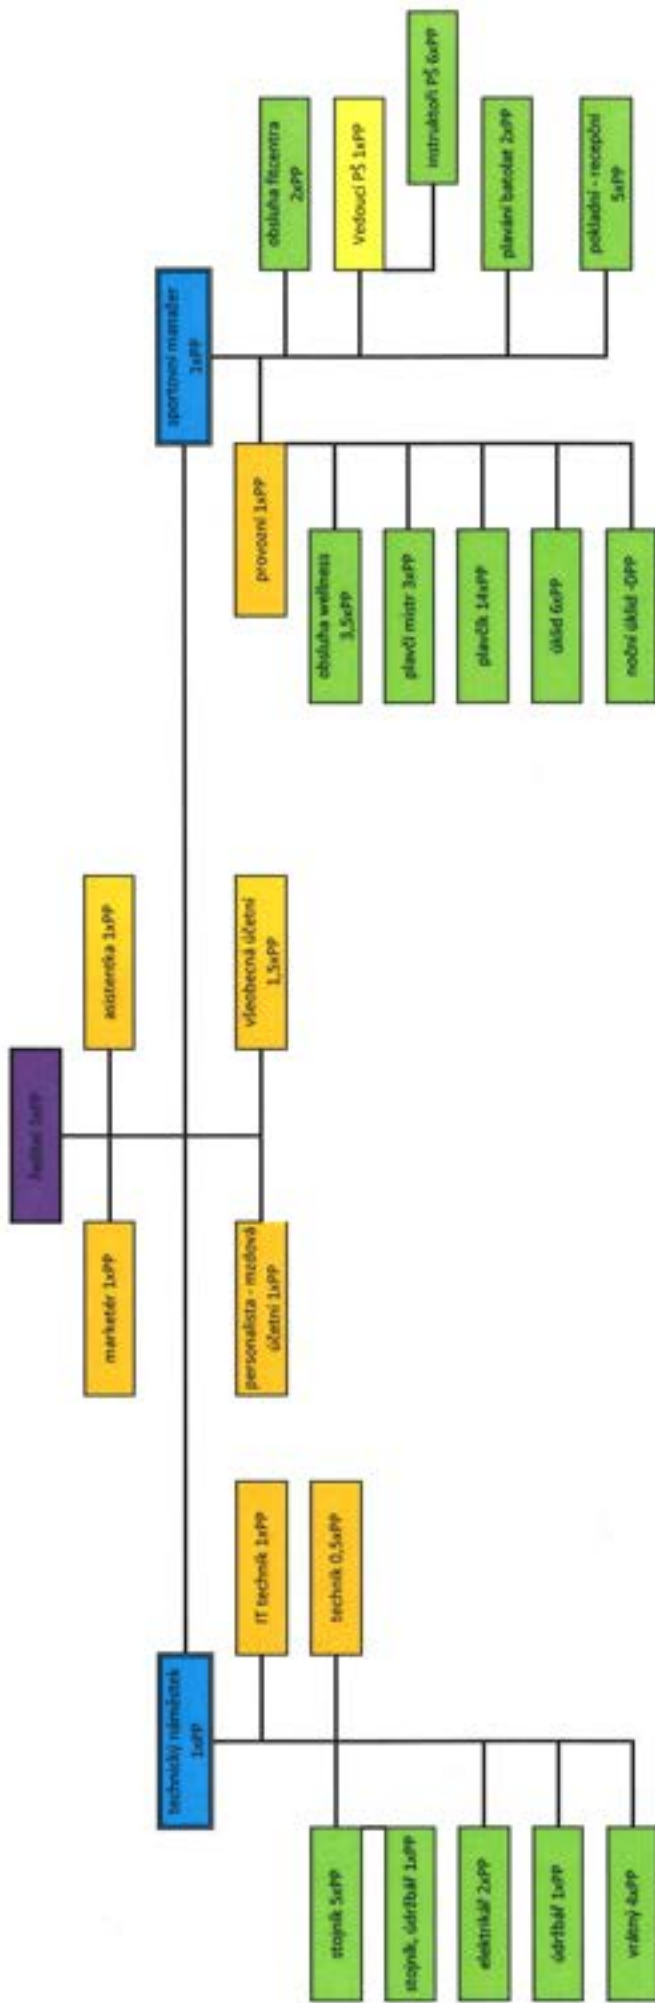 ředitel 1xPP
marketér 1xPP
asistentka 1xPP
technický náměstek
1xPP
sportovní manažer
1xPP
personalista - mzdová
účetní 1xPP
všeobecná účetní
1,5xPP
IT technik 1xPP
technik 0,5xPP
stojník 5xPP
stojník, údržbář 1xPP
elektrikář 2xPP
údržbář 1xPP
vrátný 4xPP
provozní 1xPP
obsluha wellness
3,5xPP
plavčí mistr 3xPP
plavčík 14xPP
úklid 6xPP
noční úklid -DPP
obsluha fitcentra
2xPP
Vedoucí PŠ 1xPP
instruktoři PŠ 6xPP
plavání batolat 2xPP
pokladní - recepční
5xPP